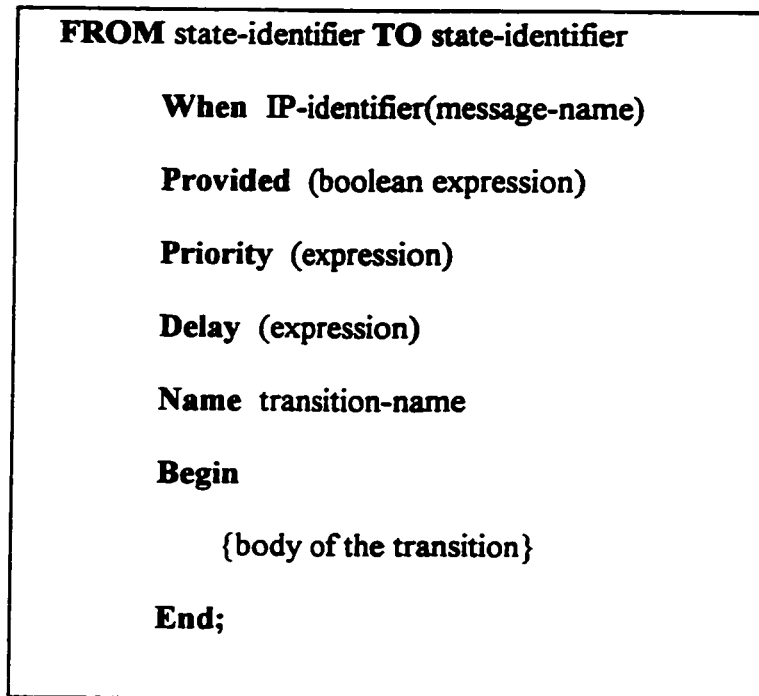 FROM state-identifier TO state-identifier
When IP-identifier(message-name)
Provided (boolean expression)
Priority (expression)
Delay (expression)
Name transition-name
Begin
{body of the transition}
End;